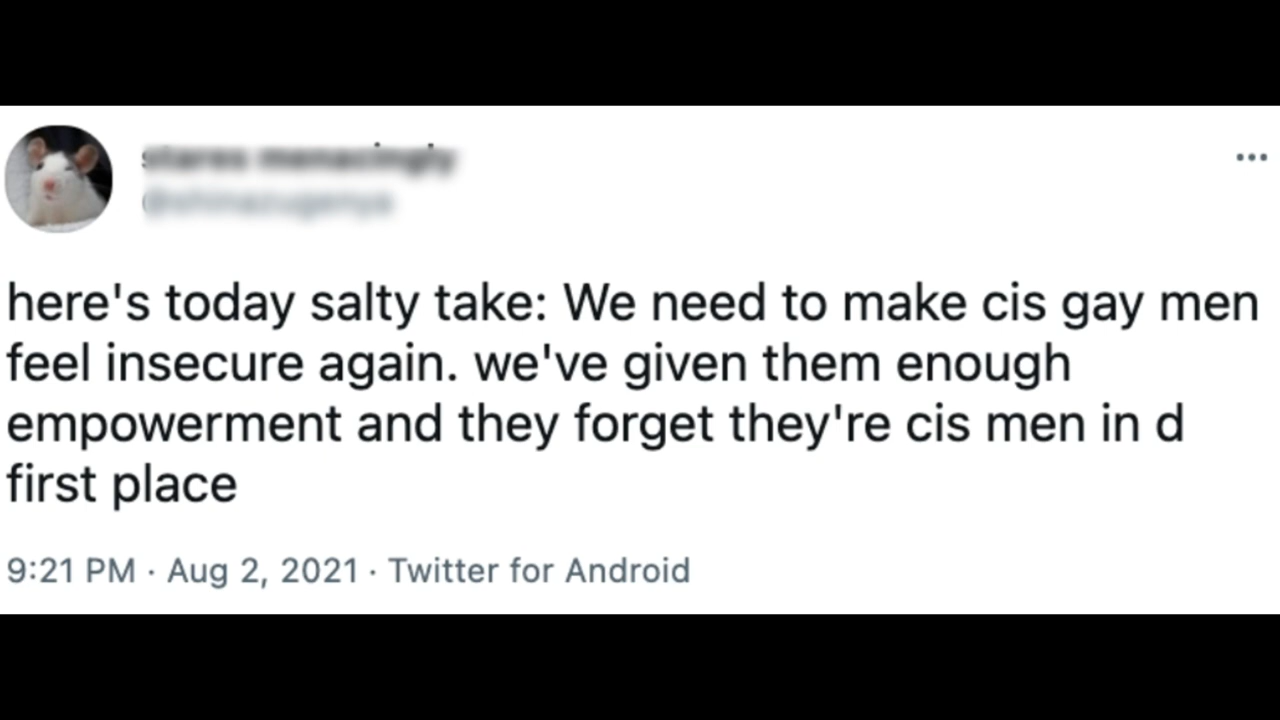 here's today salty take: We need to make cis gay men
feel insecure again. we've given them enough
empowerment and they forget they're cis men in d
first place
9:21 PM · Aug 2, 2021 · Twitter for Android